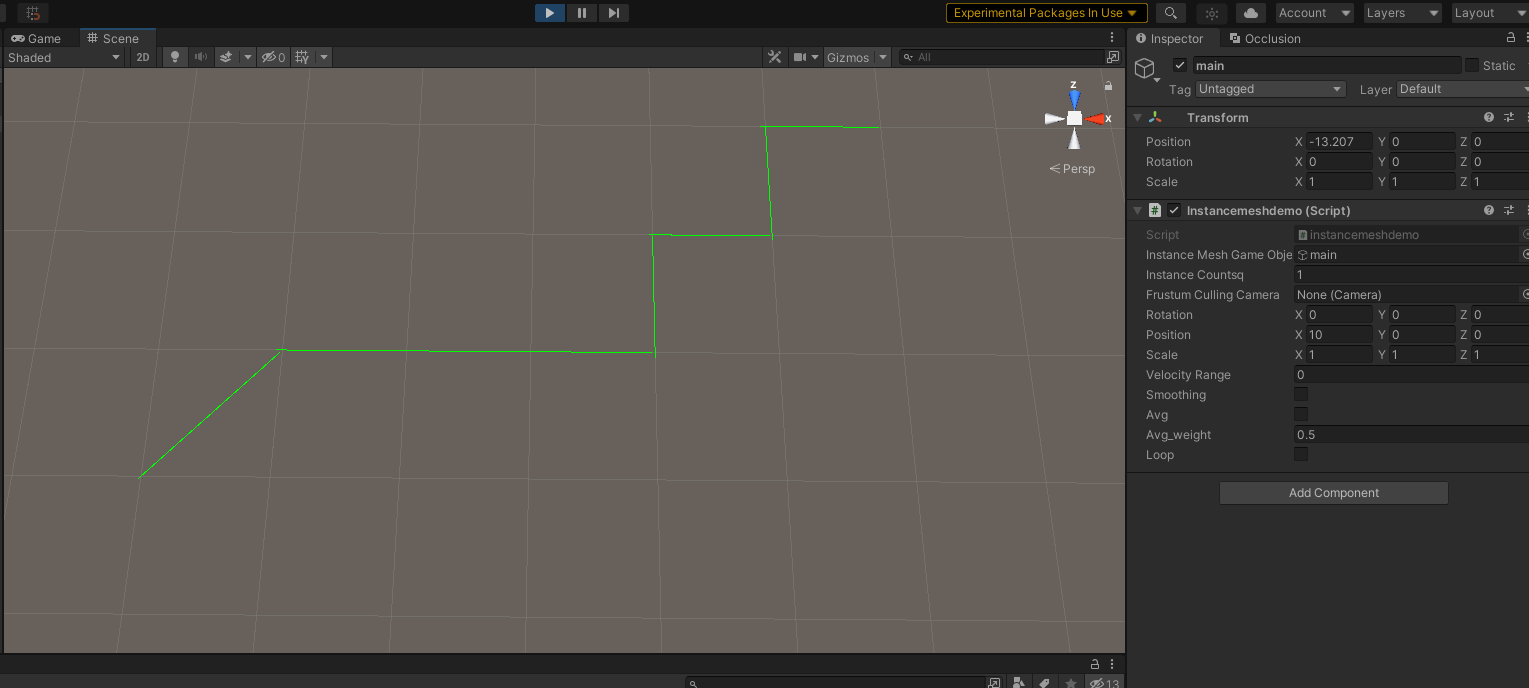 Experimental Packages In Use
Account
Layers
Layout
Game
Scene
Inspector
Occlusion
Shaded
2D
0
Gizmos
All
main
Static
Tag Untagged
Layer Default
z
x
Persp
Transform
Position X -13.207 Y 0 Z 0
Rotation X 0 Y 0 Z 0
Scale X 1 Y 1 Z 1
# Instancemeshdemo (Script)
Script instancemeshdemo
Instance Mesh Game Obje main
Instance Countsq 1
Frustum Culling Camera None (Camera)
Rotation X 0 Y 0 Z 0
Position X 10 Y 0 Z 0
Scale X 1 Y 1 Z 1
Velocity Range 0
Smoothing
Avg
Avg_weight 0.5
Loop
Add Component
13